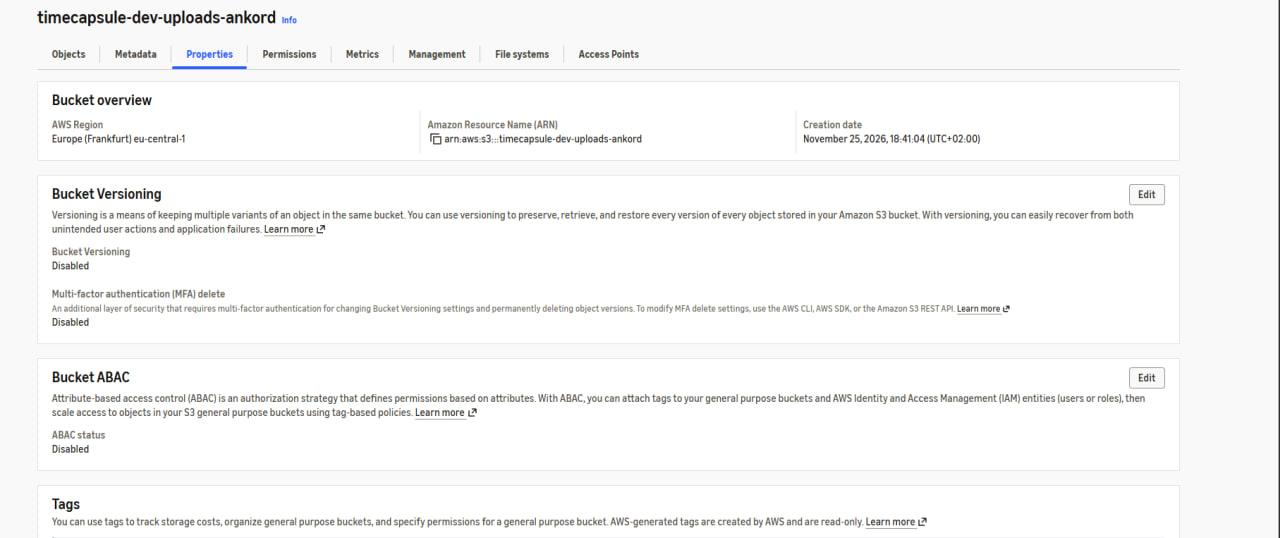 timecapsule-dev-uploads-ankord Info
Objects Metadata Properties Permissions Metrics Management File systems Access Points
Bucket overview
AWS Region Amazon Resource Name (ARN) Creation date
Europe (Frankfurt) eu-central-1 arn:aws:s3:::timecapsule-dev-uploads-ankord November 25, 2026, 18:41:04 (UTC+02:00)
Bucket Versioning Edit
Versioning is a means of keeping multiple variants of an object in the same bucket. You can use versioning to preserve, retrieve, and restore every version of every object stored in your Amazon S3 bucket. With versioning, you can easily recover from both
unintended user actions and application failures. Learn more
Bucket Versioning
Disabled
Multi-factor authentication (MFA) delete
An additional layer of security that requires multi-factor authentication for changing Bucket Versioning settings and permanently deleting object versions. To modify MFA delete settings, use the AWS CLI, AWS SDK, or the Amazon S3 REST API. Learn more
Disabled
Bucket ABAC Edit
Attribute-based access control (ABAC) is an authorization strategy that defines permissions based on attributes. With ABAC, you can attach tags to your general purpose buckets and AWS Identity and Access Management (IAM) entities (users or roles), then
scale access to objects in your S3 general purpose buckets using tag-based policies. Learn more
ABAC status
Disabled
Tags
You can use tags to track storage costs, organize general purpose buckets, and specify permissions for a general purpose bucket. AWS-generated tags are created by AWS and are read-only. Learn more